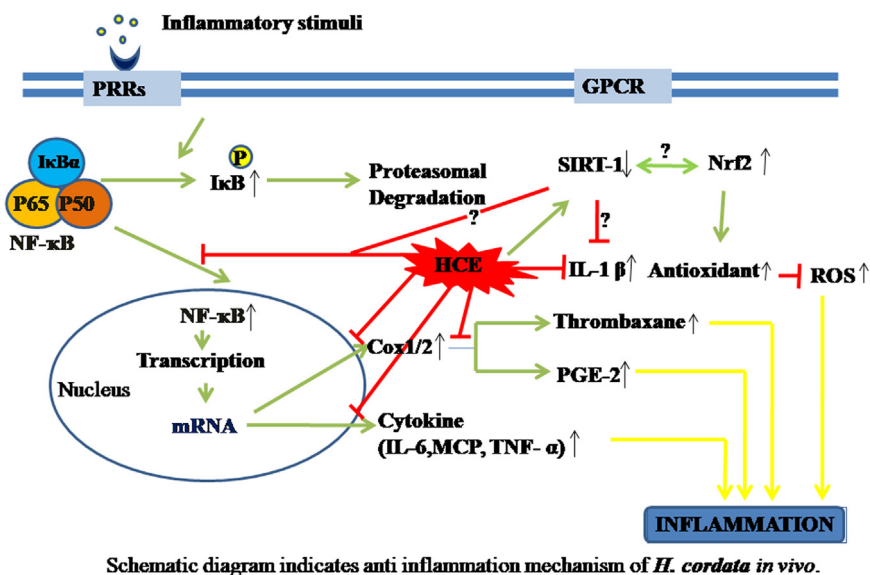 Inflammatory stimuli
PRRs
GPCR
IκBα
P65 P50
NF-κB
P
IκB ↑
Proteasomal
Degradation
SIRT-1↓
?
Nrf2 ↑
?
?
HCE
IL-1 β↑
Antioxidant↑
ROS↑
NF-κB↑
Transcription
Nucleus
mRNA
Cox1/2↑
Thrombaxane↑
PGE-2↑
Cytokine
(IL-6,MCP, TNF- α) ↑
INFLAMMATION
Schematic diagram indicates anti inflammation mechanism of H. cordata in vivo.